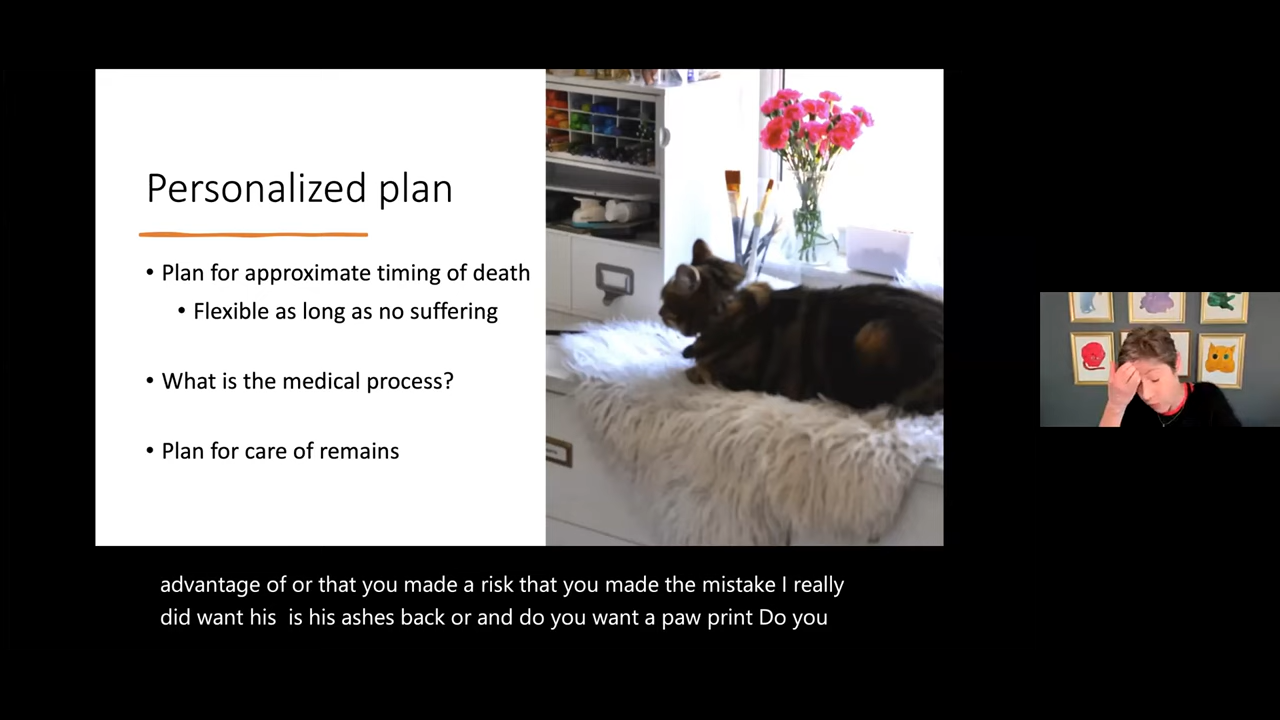 Personalized plan
• Plan for approximate timing of death
• Flexible as long as no suffering
• What is the medical process?
• Plan for care of remains
advantage of or that you made a risk that you made the mistake I really
did want his  is his ashes back or and do you want a paw print Do you